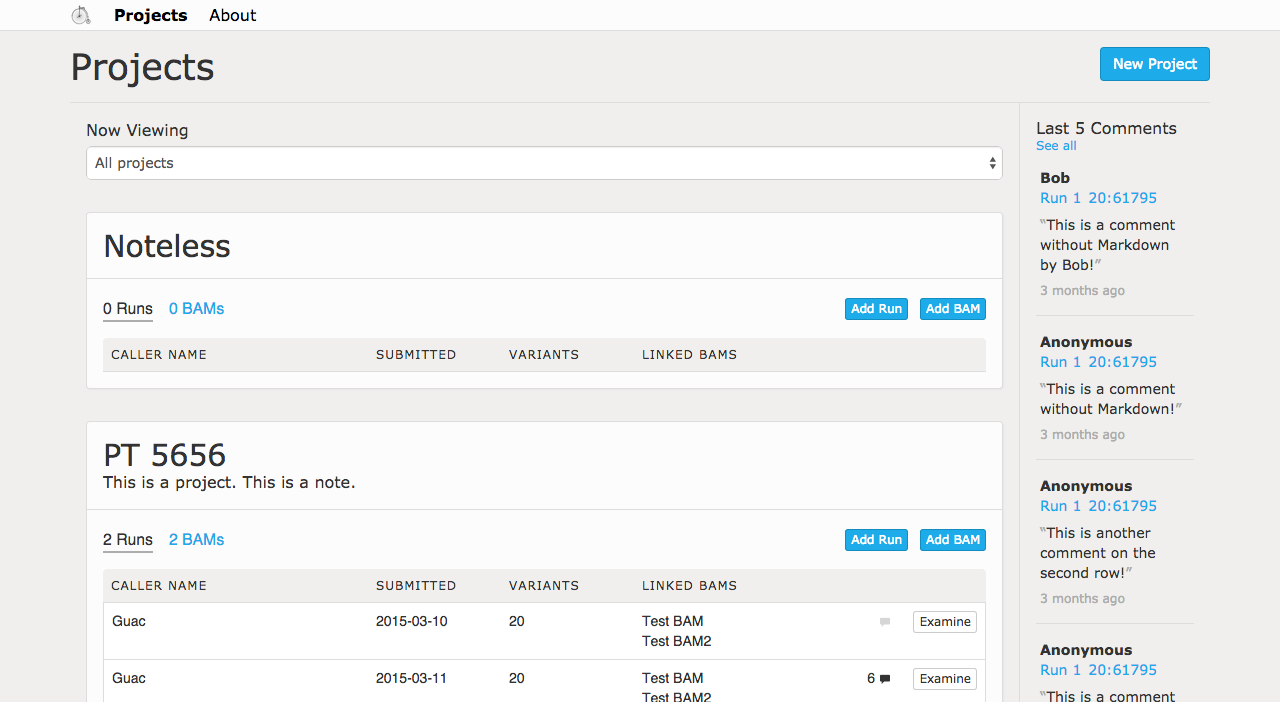 Projects About
Projects
New Project
Now Viewing
All projects
Noteless
0 Runs 0 BAMs
Add Run Add BAM
CALLER NAME SUBMITTED VARIANTS LINKED BAMS
PT 5656
This is a project. This is a note.
2 Runs 2 BAMs
Add Run Add BAM
CALLER NAME SUBMITTED VARIANTS LINKED BAMS
Guac 2015-03-10 20 Test BAM Examine
Test BAM2
Guac 2015-03-11 20 Test BAM 6 Examine
Test BAM2
Last 5 Comments
See all
Bob
Run 1 20:61795
"This is a comment
without Markdown
by Bob!"
3 months ago
Anonymous
Run 1 20:61795
"This is a comment
without Markdown!"
3 months ago
Anonymous
Run 1 20:61795
"This is another
comment on the
second row!"
3 months ago
Anonymous
Run 1 20:61795
"This is a comment